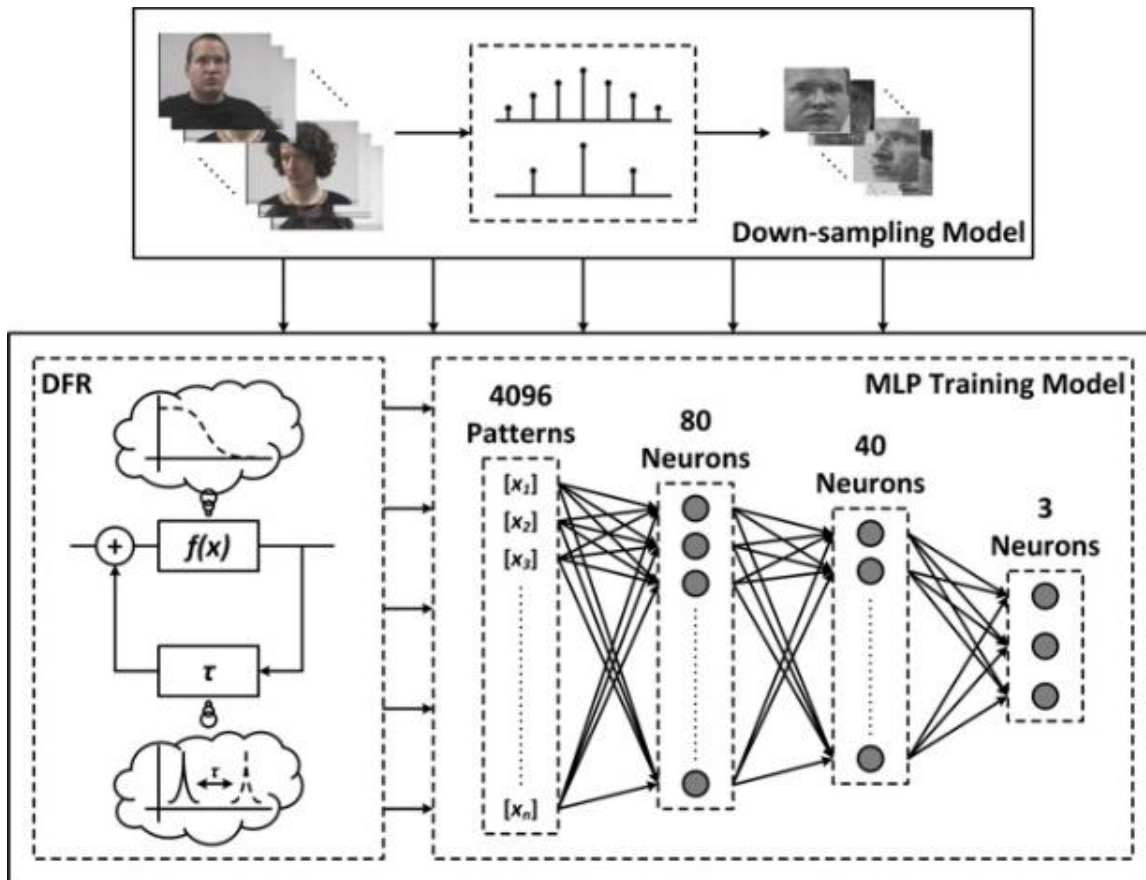 Down-sampling Model
DFR
MLP Training Model
4096
Patterns
80
Neurons
40
Neurons
3
Neurons
[x₁]
[x₂]
[x₃]
[xₙ]
+
f(x)
τ
τ